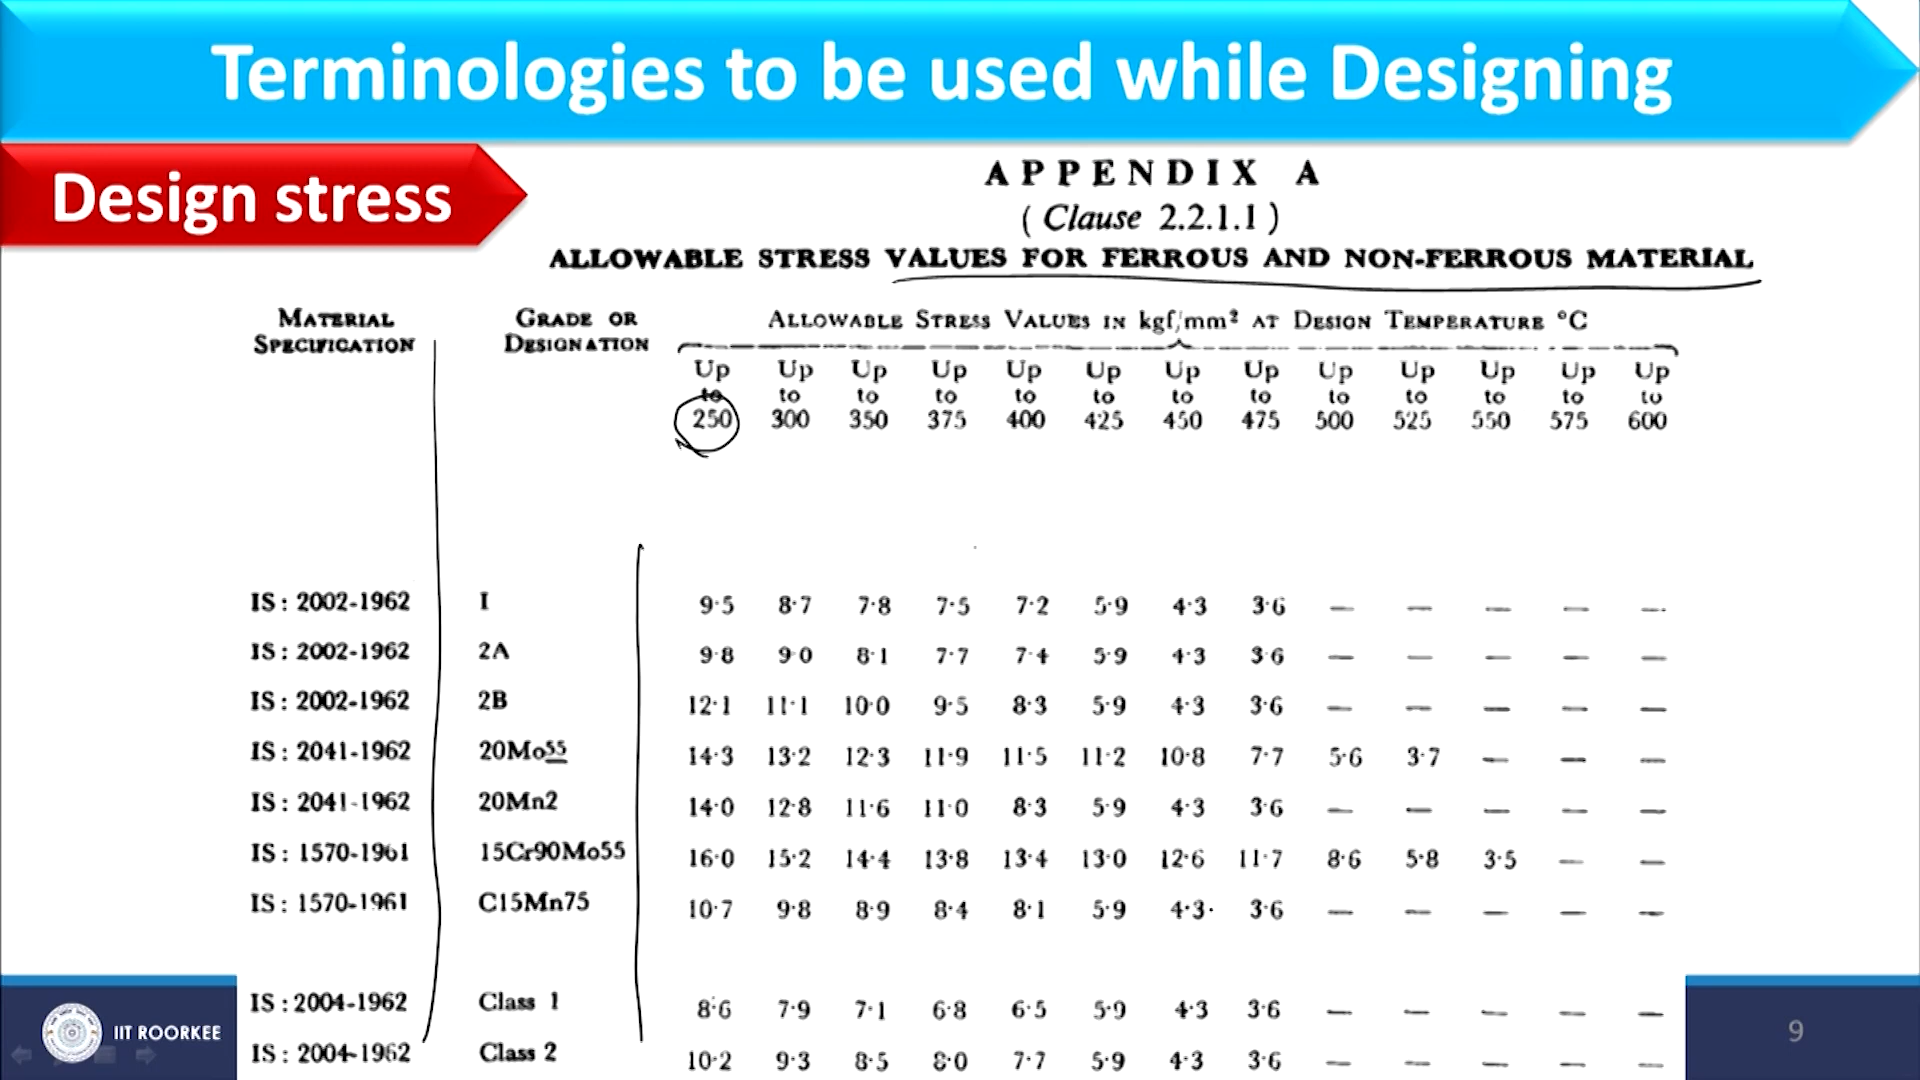 Terminologies to be used while Designing
Design stress
APPENDIX A
( Clause 2.2.1.1 )
ALLOWABLE STRESS VALUES FOR FERROUS AND NON-FERROUS MATERIAL
MATERIAL SPECIFICATION GRADE OR DESIGNATION ALLOWABLE STRESS VALUES IN kgf/mm² AT DESIGN TEMPERATURE °C
Up to 250 Up to 300 Up to 350 Up to 375 Up to 400 Up to 425 Up to 450 Up to 475 Up to 500 Up to 525 Up to 550 Up to 575 Up to 600
IS : 2002-1962 I 9·5 8·7 7·8 7·5 7·2 5·9 4·3 3·6 — — — — —
IS : 2002-1962 2A 9·8 9·0 8·1 7·7 7·4 5·9 4·3 3·6 — — — — —
IS : 2002-1962 2B 12·1 11·1 10·0 9·5 8·3 5·9 4·3 3·6 — — — — —
IS : 2041-1962 20Mo55 14·3 13·2 12·3 11·9 11·5 11·2 10·8 7·7 5·6 3·7 — — —
IS : 2041-1962 20Mn2 14·0 12·8 11·6 11·0 8·3 5·9 4·3 3·6 — — — — —
IS : 1570-1961 15Cr90Mo55 16·0 15·2 14·4 13·8 13·4 13·0 12·6 11·7 8·6 5·8 3·5 — —
IS : 1570-1961 C15Mn75 10·7 9·8 8·9 8·4 8·1 5·9 4·3 3·6 — — — — —
IS : 2004-1962 Class 1 8·6 7·9 7·1 6·8 6·5 5·9 4·3 3·6 — — — — —
IS : 2004-1962 Class 2 10·2 9·3 8·5 8·0 7·7 5·9 4·3 3·6 — — — — —
IIT ROORKEE
9